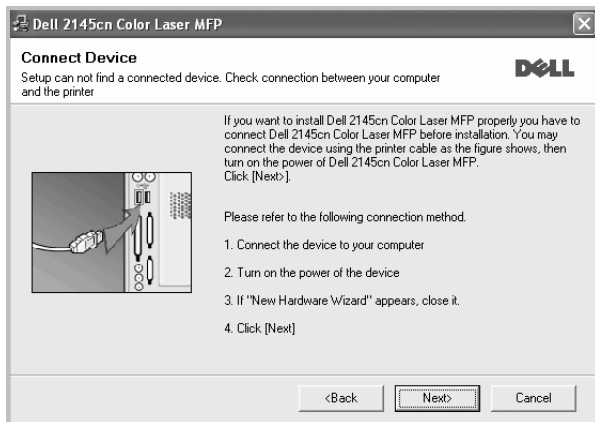 Dell 2145cn Color Laser MFP
Connect Device
Setup can not find a connected device. Check connection between your computer
and the printer
DELL
If you want to install Dell 2145cn Color Laser MFP properly you have to
connect Dell 2145cn Color Laser MFP before installation. You may
connect the device using the printer cable as the figure shows, then
turn on the power of Dell 2145cn Color Laser MFP.
Click [Next>].
Please refer to the following connection method.
1. Connect the device to your computer
2. Turn on the power of the device
3. If "New Hardware Wizard" appears, close it.
4. Click [Next]
<Back
Next>
Cancel